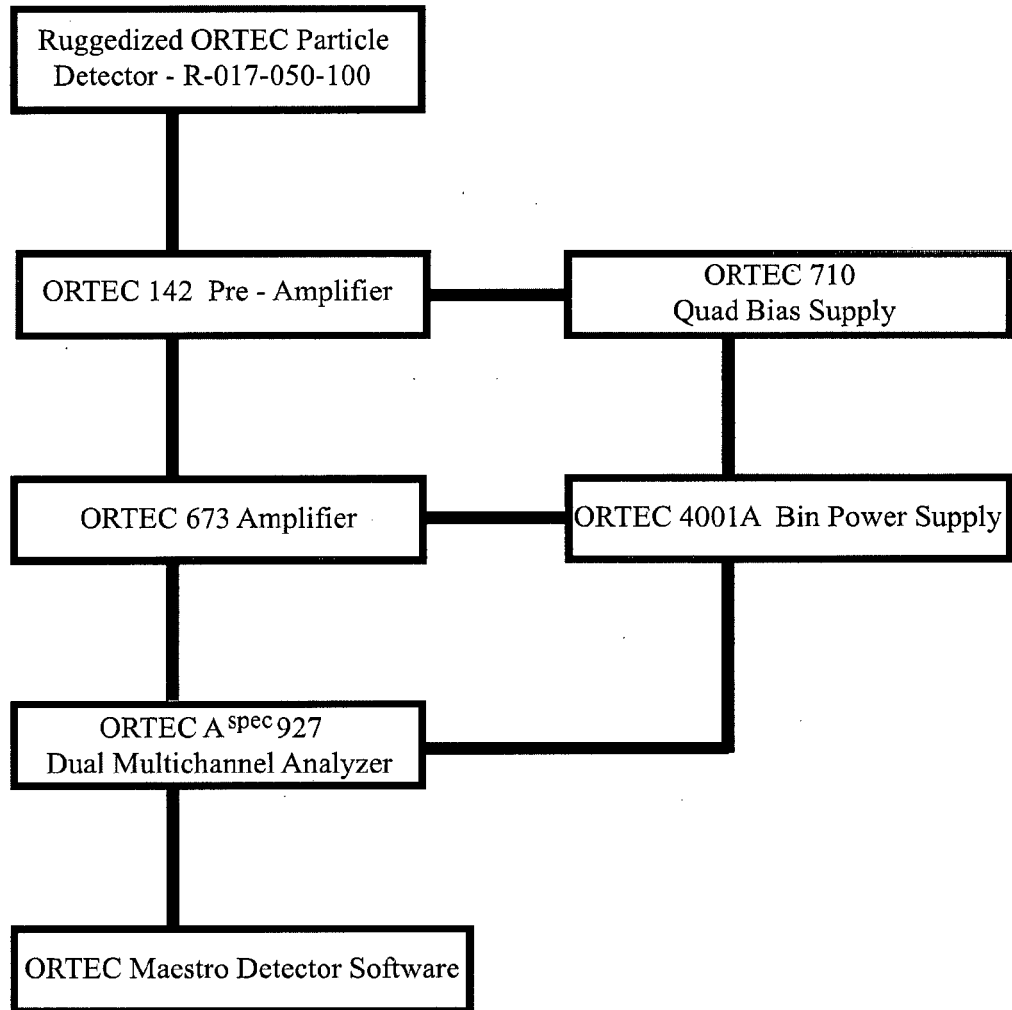 Ruggedized ORTEC Particle
Detector - R-017-050-100
ORTEC 142 Pre - Amplifier
ORTEC 710
Quad Bias Supply
ORTEC 673 Amplifier
ORTEC 4001A Bin Power Supply
ORTEC Aspec 927
Dual Multichannel Analyzer
ORTEC Maestro Detector Software